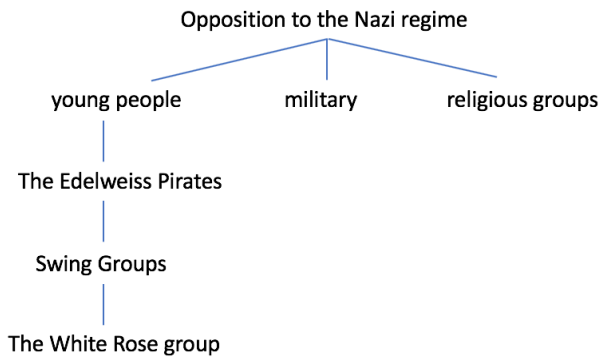 Opposition to the Nazi regime
young people
military
religious groups
The Edelweiss Pirates
Swing Groups
The White Rose group